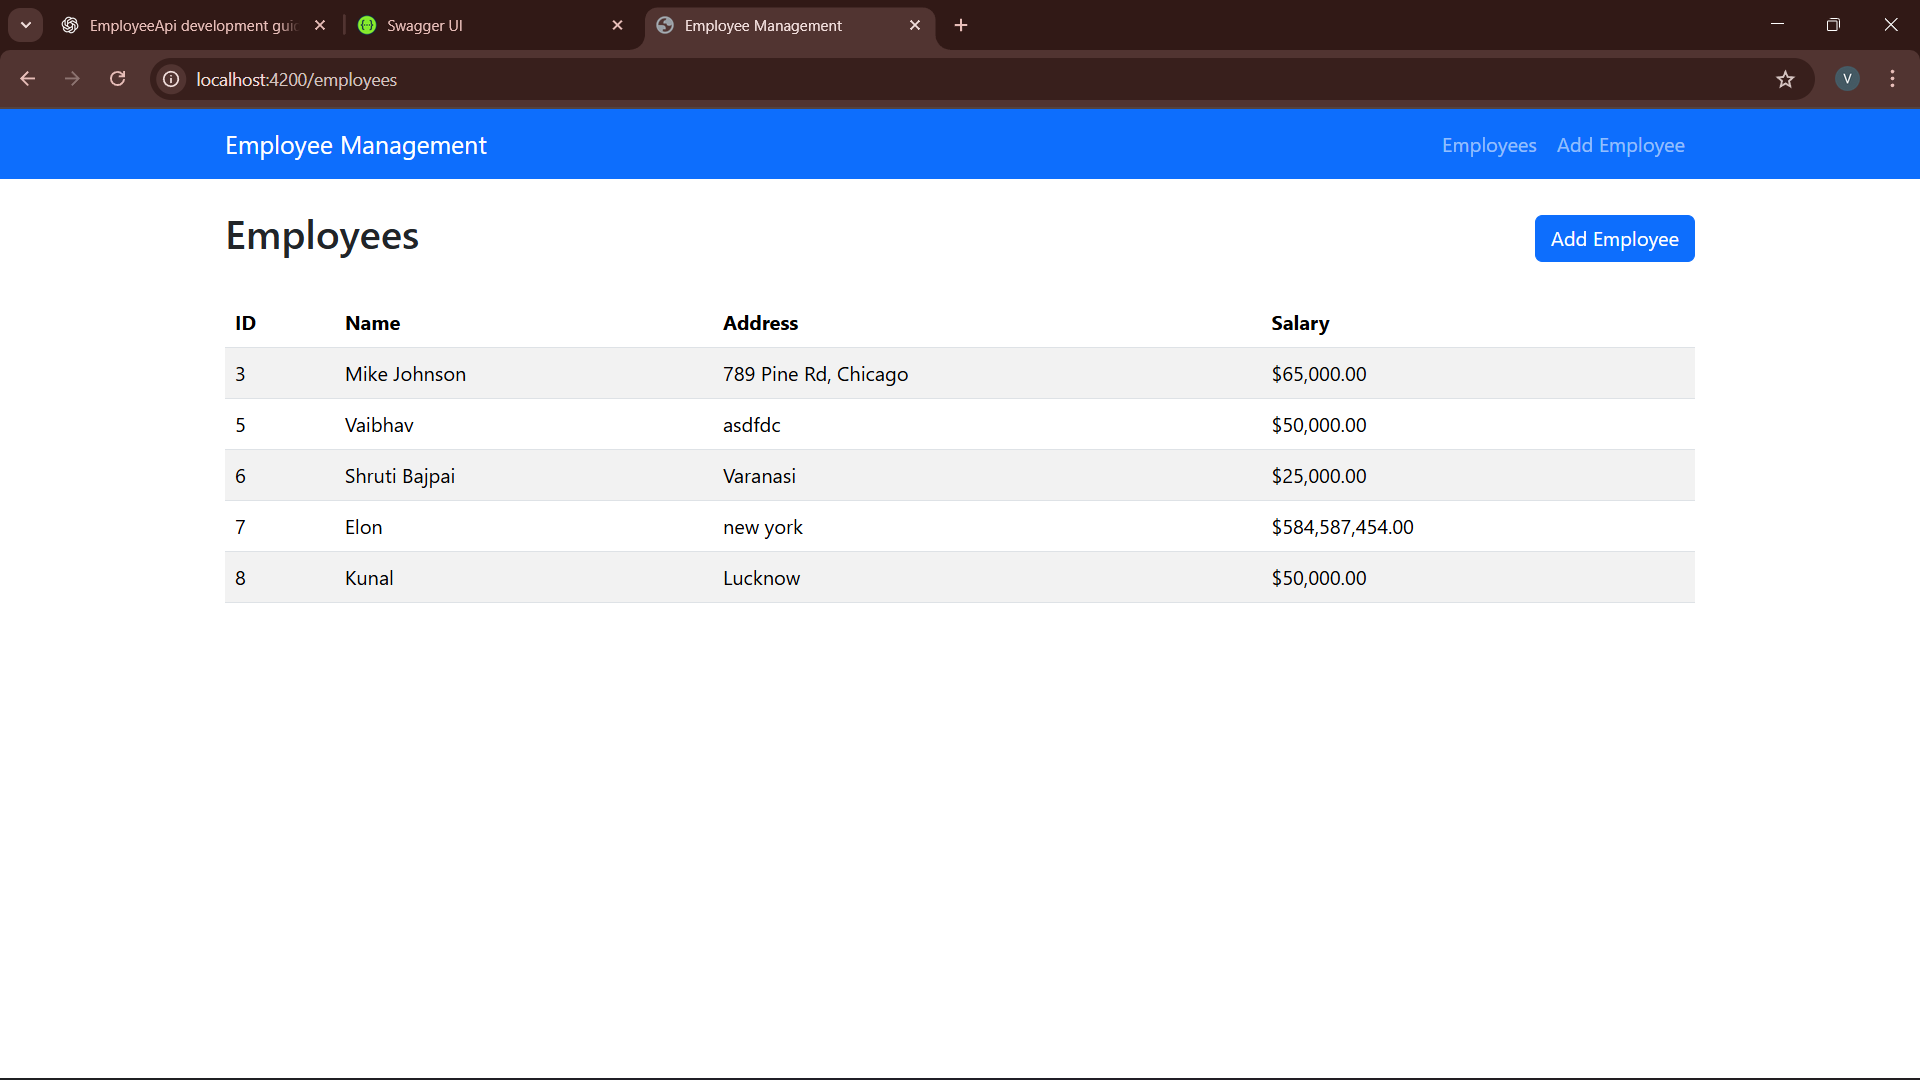 EmployeeApi development gui
Swagger UI
Employee Management
localhost:4200/employees
V
Employee Management
Employees
Add Employee
Employees
Add Employee
ID Name Address Salary
3 Mike Johnson 789 Pine Rd, Chicago $65,000.00
5 Vaibhav asdfdc $50,000.00
6 Shruti Bajpai Varanasi $25,000.00
7 Elon new york $584,587,454.00
8 Kunal Lucknow $50,000.00